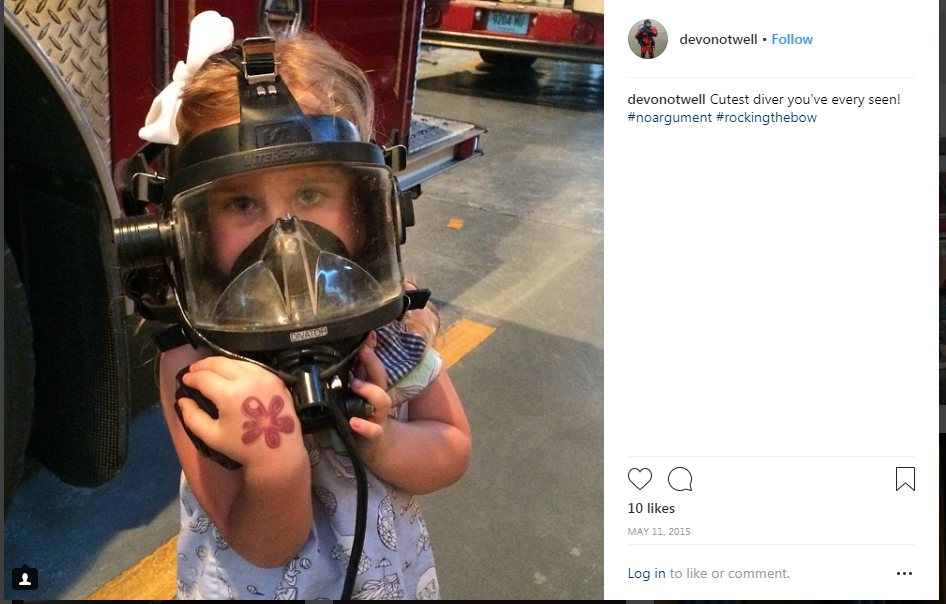 devonotwell • Follow
devonotwell Cutest diver you've every seen!
#noargument #rockingthebow
INTERSPIRO
DIVATOR
10 likes
MAY 11, 2015
Log in to like or comment.